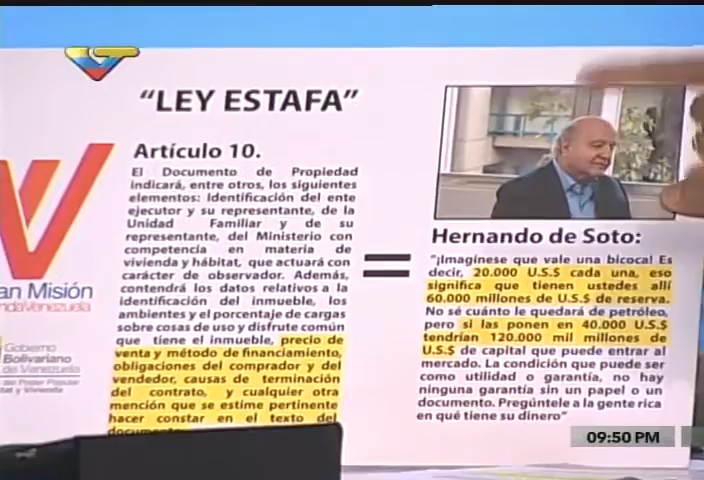 "LEY ESTAFA"
Artículo 10.
El Documento de Propiedad
indicará, entre otros, los siguientes
elementos: Identificación del ente
ejecutor y su representante, de la
Unidad Familiar y de su
representante, del Ministerio con
competencia en materia de
vivienda y hábitat, que actuará con
carácter de observador. Además,
contendrá los datos relativos a la
identificación del inmueble, los
ambientes y el porcentaje de cargas
sobre cosas de uso y disfrute común
que tiene el inmueble, precio de
venta y método de financiamiento,
obligaciones del comprador y del
vendedor, causas de terminación
del contrato, y cualquier otra
mención que se estime pertinente
hacer constar en el texto del
documento
=
Hernando de Soto:
"¡Imagínese que vale una bicoca! Es
decir, 20.000 U.S.$ cada una, eso
significa que tienen ustedes allí
60.000 millones de U.S.$ de reserva.
No sé cuánto le quedará de petróleo,
pero si las ponen en 40.000 U.S.$
tendrían 120.000 mil millones de
U.S.$ de capital que puede entrar al
mercado. La condición que puede ser
como utilidad o garantía, no hay
ninguna garantía sin un papel o un
documento. Pregúntele a la gente rica
en qué tiene su dinero"
an Misión
ndaVenezuela
Gobierno
Bolivariano
de Venezuela
del Poder Popular
tat y Vivienda
09:50 PM